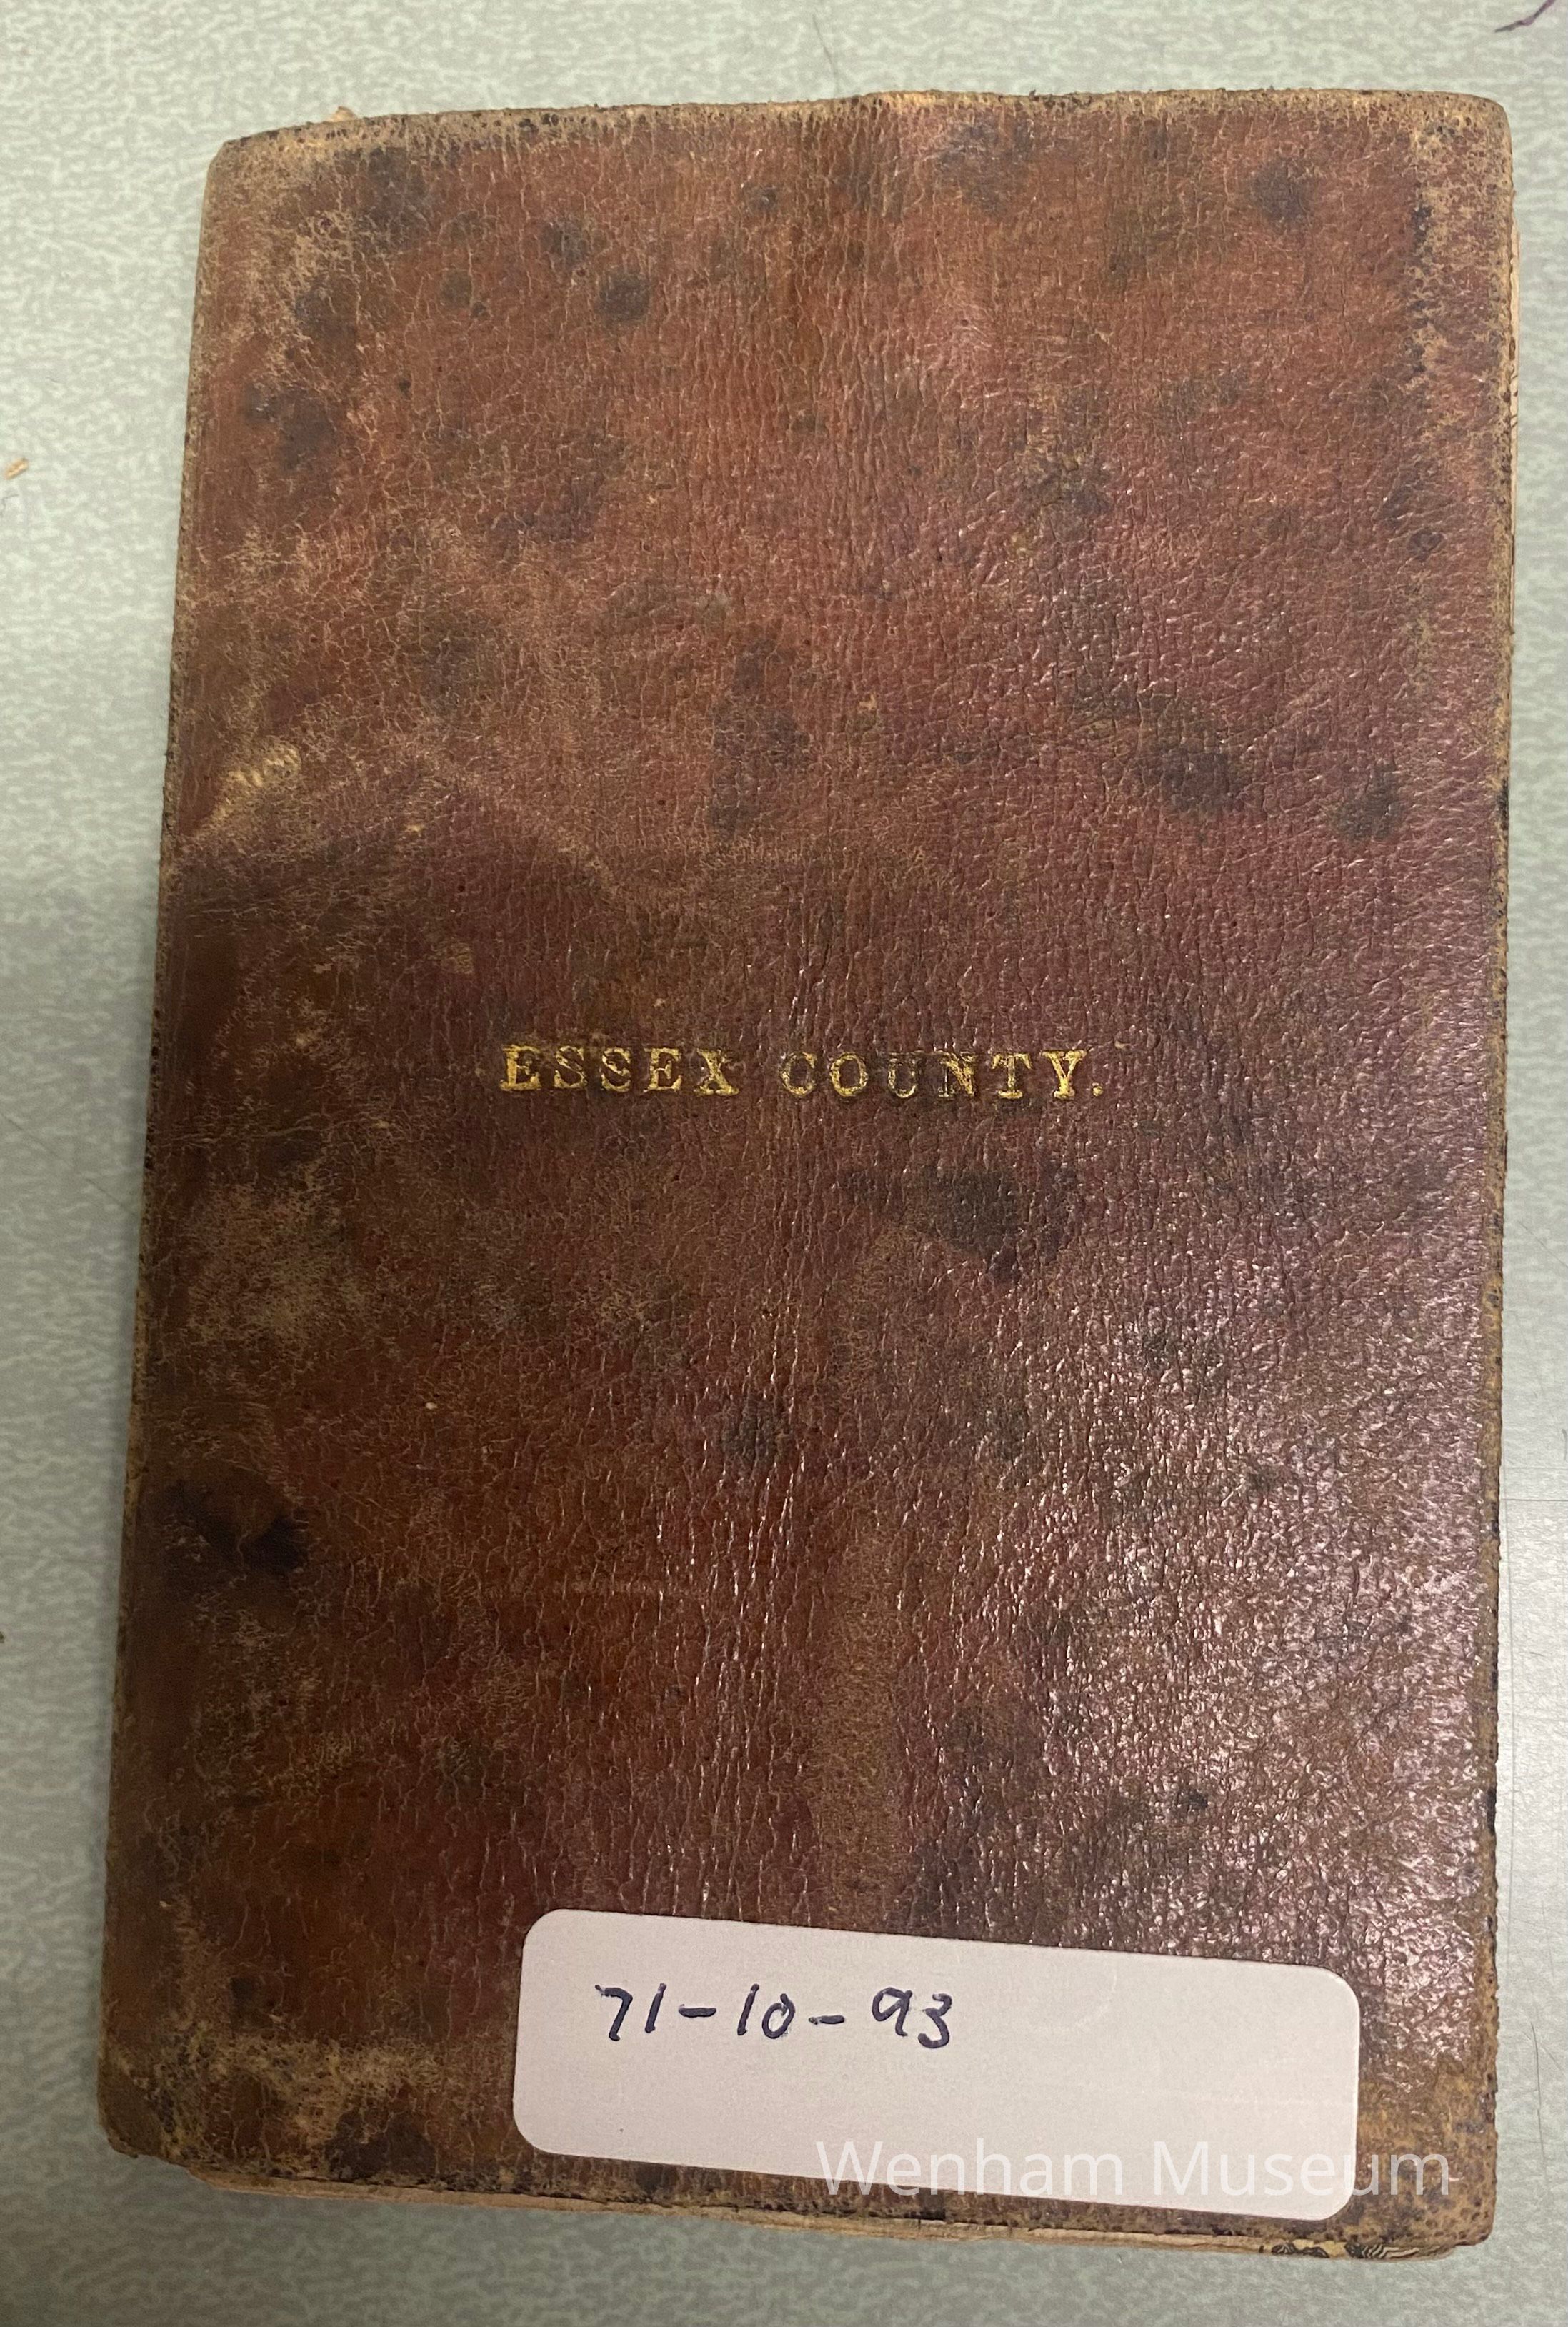 ESSEX COUNTY.
71-10-93
Wenham Museum